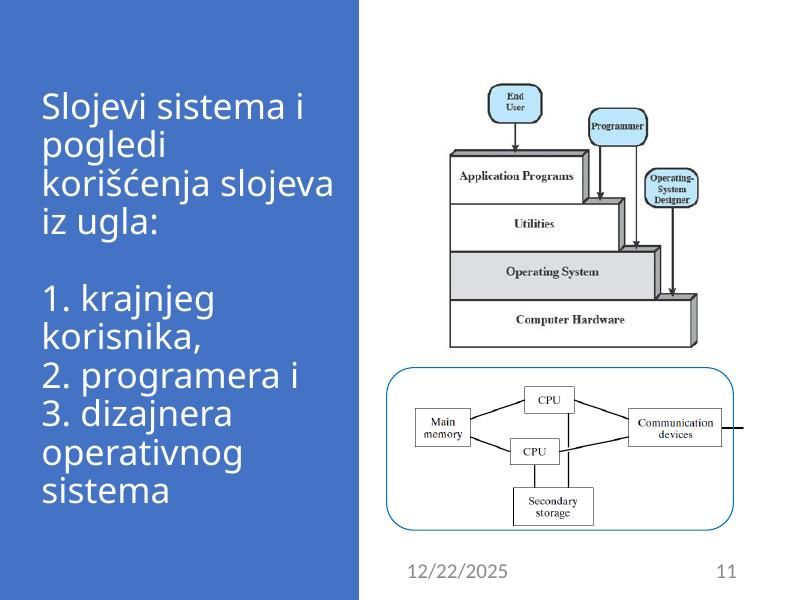 Slojevi sistema i
pogledi
korišćenja slojeva
iz ugla:
1. krajnjeg
korisnika,
2. programera i
3. dizajnera
operativnog
sistema
End
User
Programmer
Operating-
System
Designer
Application Programs
Utilities
Operating System
Computer Hardware
CPU
Main
memory
Communication
devices
CPU
Secondary
storage
12/22/2025
11